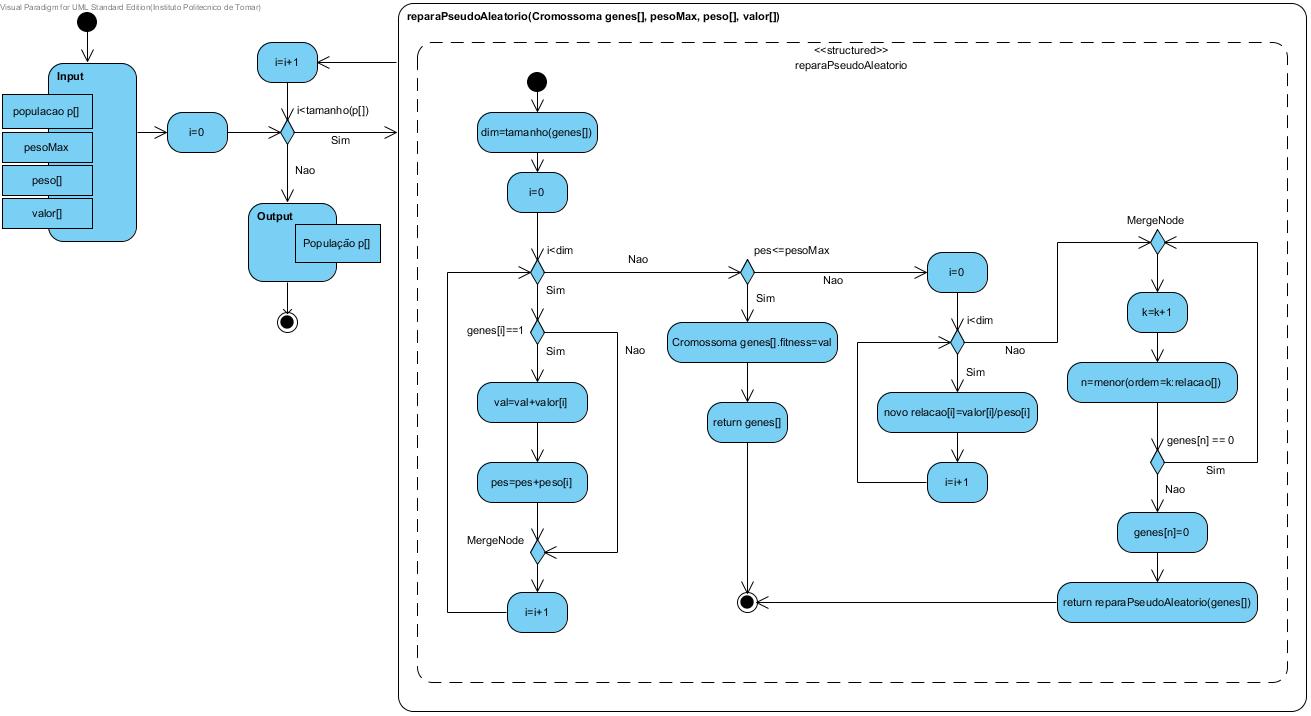 Visual Paradigm for UML Standard Edition(Instituto Politecnico de Tomar)
Input
populacao p[]
pesoMax
peso[]
valor[]
i=0
i=i+1
i<tamanho(p[])
Sim
Nao
Output
População p[]
reparaPseudoAleatorio(Cromossoma genes[], pesoMax, peso[], valor[])
<<structured>>
reparaPseudoAleatorio
dim=tamanho(genes[])
i=0
i<dim
Nao
Sim
genes[i]==1
Sim
Nao
val=val+valor[i]
pes=pes+peso[i]
MergeNode
i=i+1
pes<=pesoMax
Nao
Sim
Cromossoma genes[].fitness=val
return genes[]
i=0
i<dim
Nao
Sim
novo relacao[i]=valor[i]/peso[i]
i=i+1
MergeNode
k=k+1
n=menor(ordem=k:relacao[])
genes[n] == 0
Sim
Nao
genes[n]=0
return reparaPseudoAleatorio(genes[])